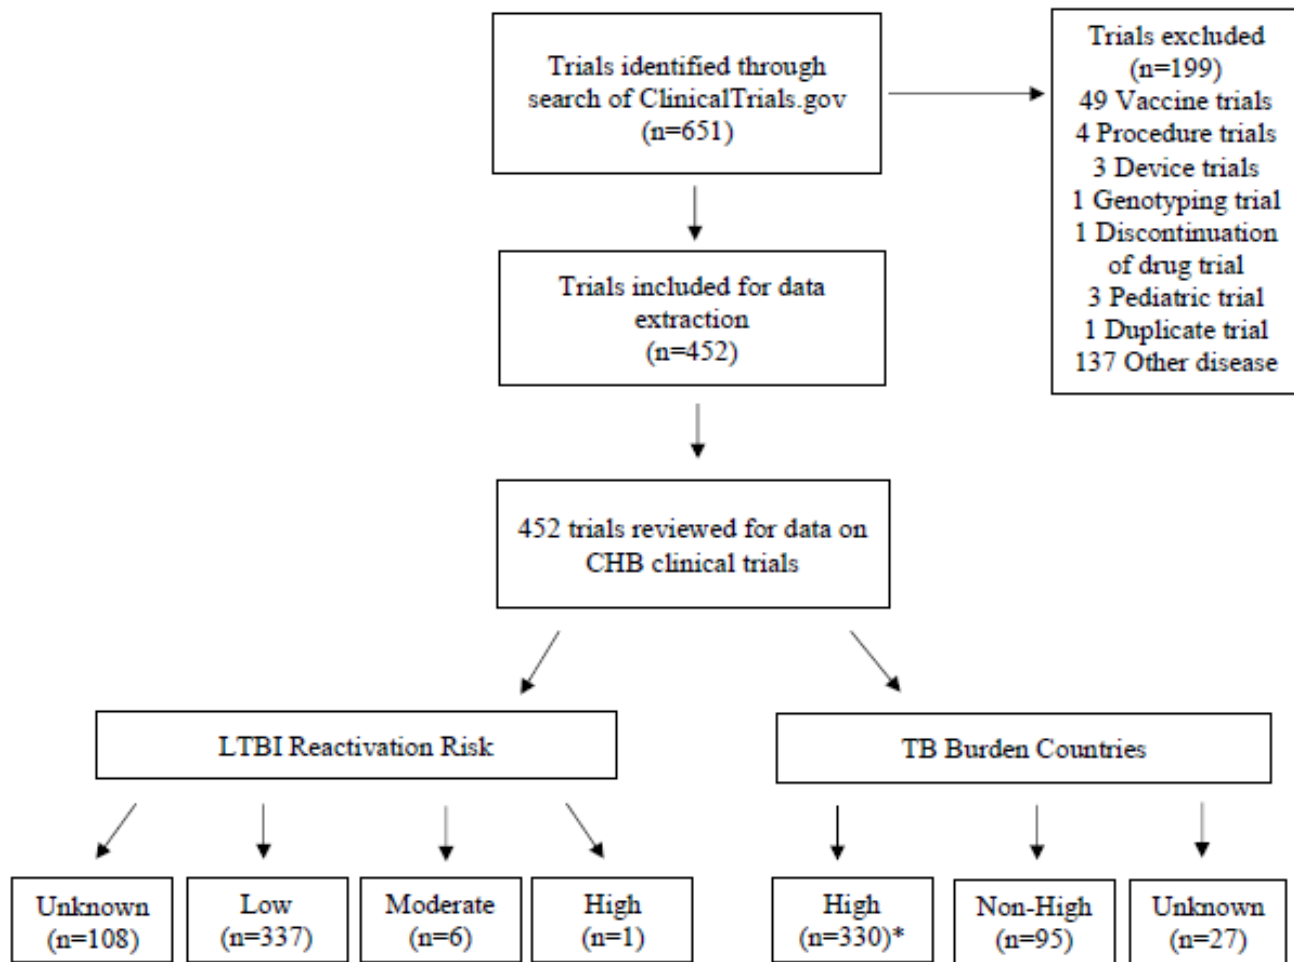 Trials identified through
search of ClinicalTrials.gov
(n=651)
Trials excluded
(n=199)
49 Vaccine trials
4 Procedure trials
3 Device trials
1 Genotyping trial
1 Discontinuation
of drug trial
3 Pediatric trial
1 Duplicate trial
137 Other disease
Trials included for data
extraction
(n=452)
452 trials reviewed for data on
CHB clinical trials
LTBI Reactivation Risk
TB Burden Countries
Unknown
(n=108)
Low
(n=337)
Moderate
(n=6)
High
(n=1)
High
(n=330)*
Non-High
(n=95)
Unknown
(n=27)